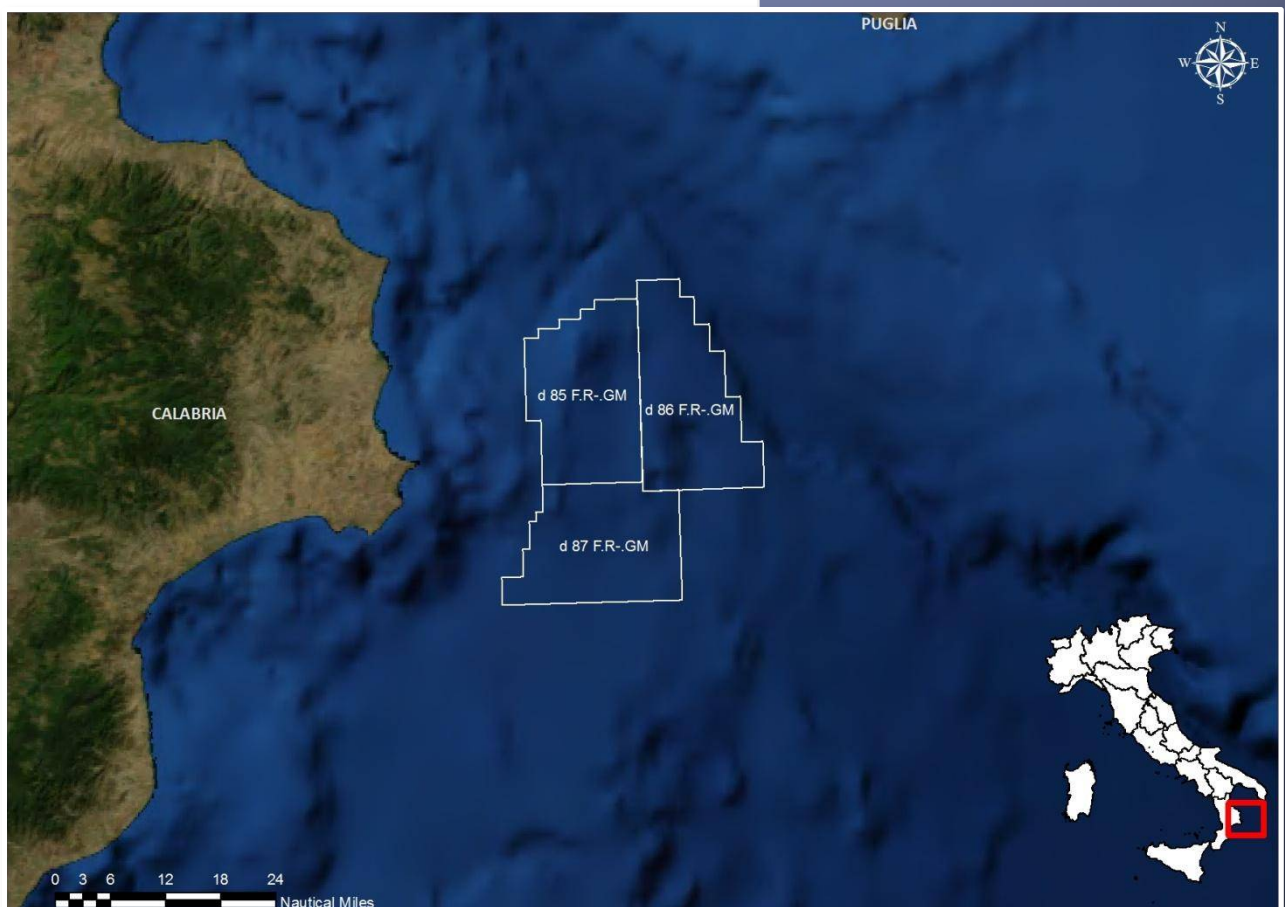 PUGLIA
N
W E
S
d 85 F.R-.GM
d 86 F.R-.GM
CALABRIA
d 87 F.R-.GM
0 3 6 12 18 24
Nautical Miles